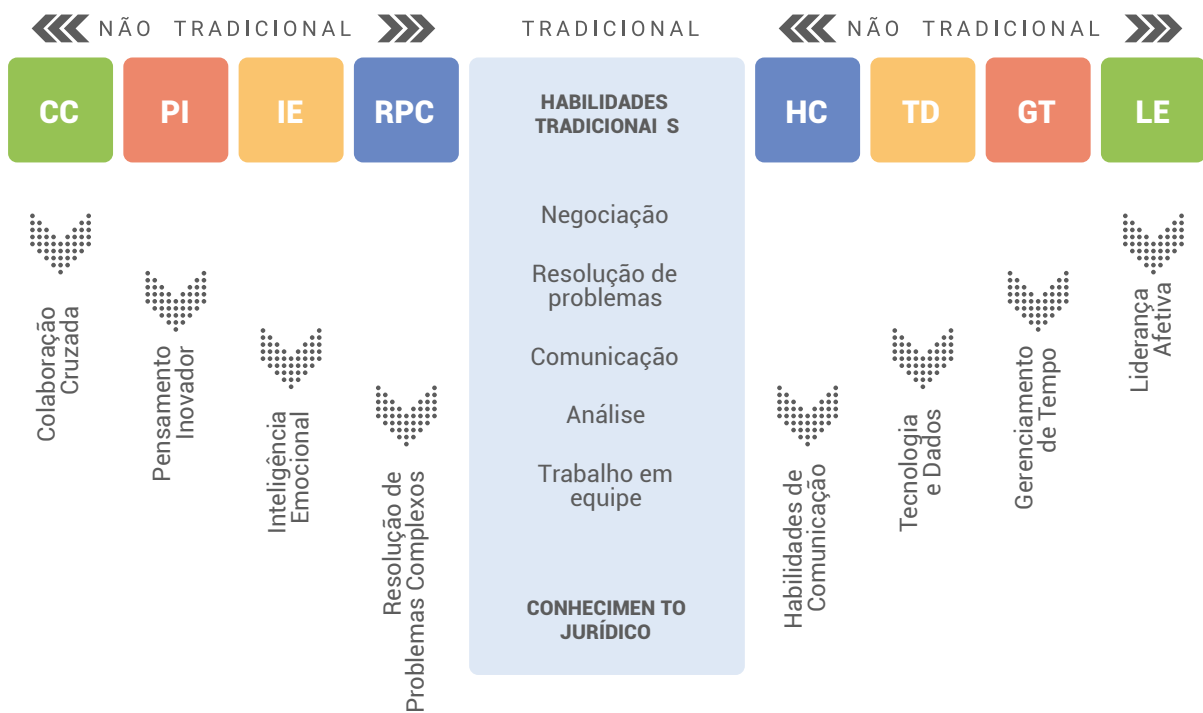 NÃO TRADICIONAL
TRADICIONAL
NÃO TRADICIONAL
CC
PI
IE
RPC
HABILIDADES
TRADICIONAI S
HC
TD
GT
LE
Negociação
Resolução de
problemas
Comunicação
Análise
Trabalho em
equipe
CONHECIMEN TO
JURÍDICO
Colaboração
Cruzada
Pensamento
Inovador
Inteligência
Emocional
Resolução de
Problemas Complexos
Habilidades de
Comunicação
Tecnologia
e Dados
Gerenciamento
de Tempo
Liderança
Afetiva